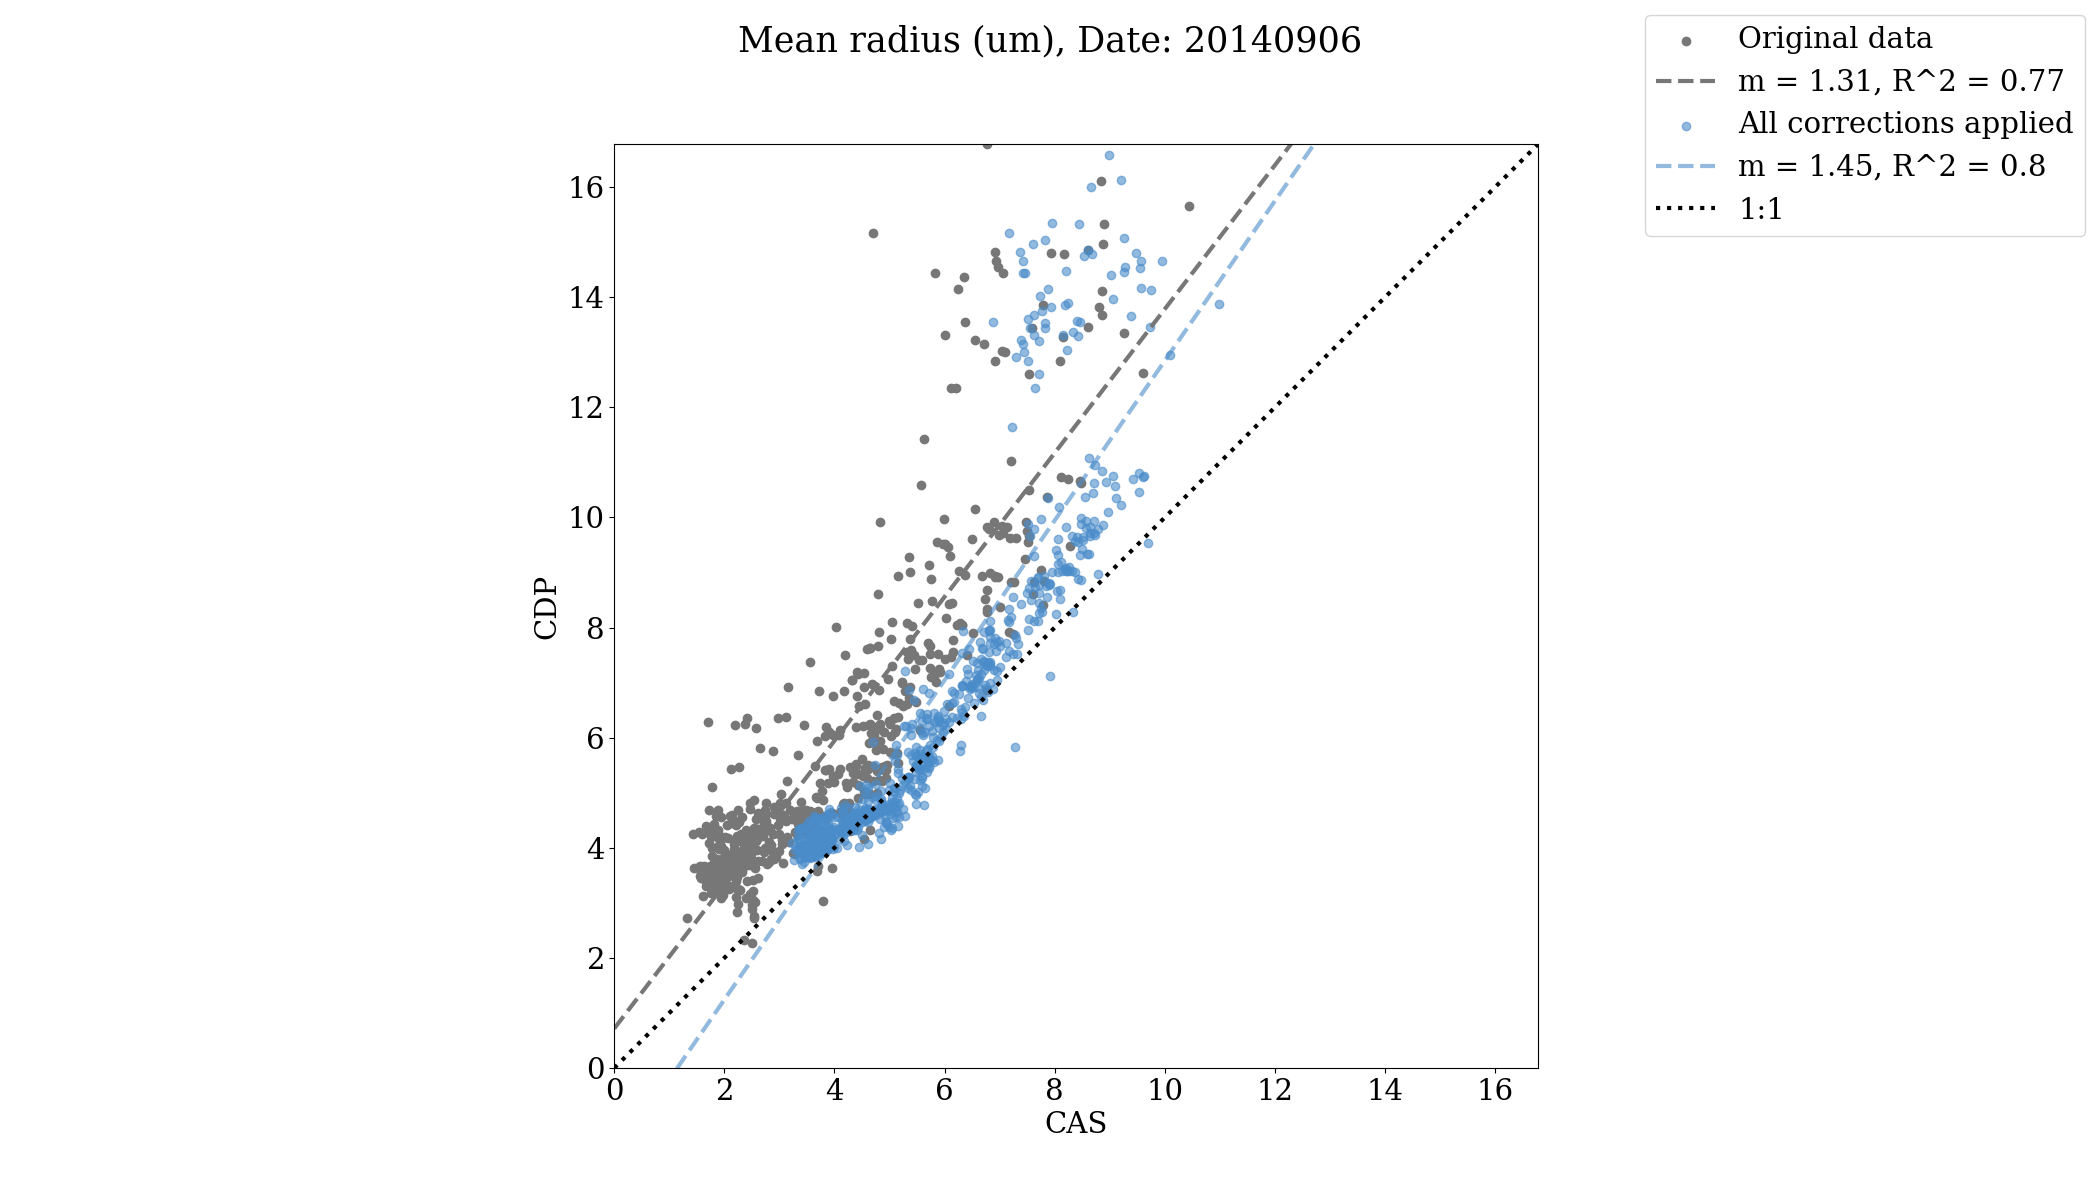 Mean radius (um), Date: 20140906
Original data
m = 1.31, R^2 = 0.77
All corrections applied
m = 1.45, R^2 = 0.8
1:1
16
14
12
10
8
6
4
2
0
CDP
0 2 4 6 8 10 12 14 16
CAS